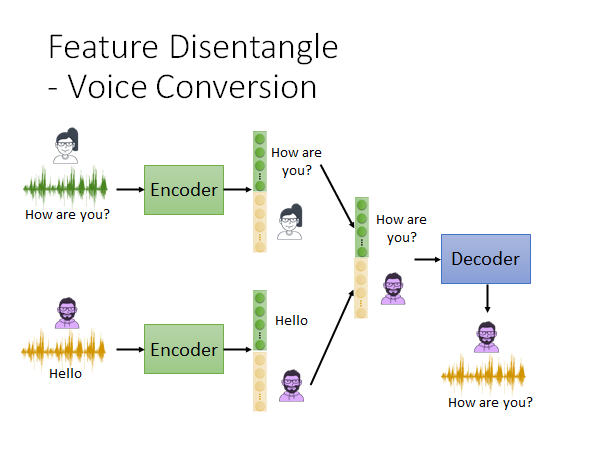 Feature Disentangle
- Voice Conversion
How are you?
Encoder
How are
you?
How are
you?
Decoder
Hello
Encoder
Hello
How are you?